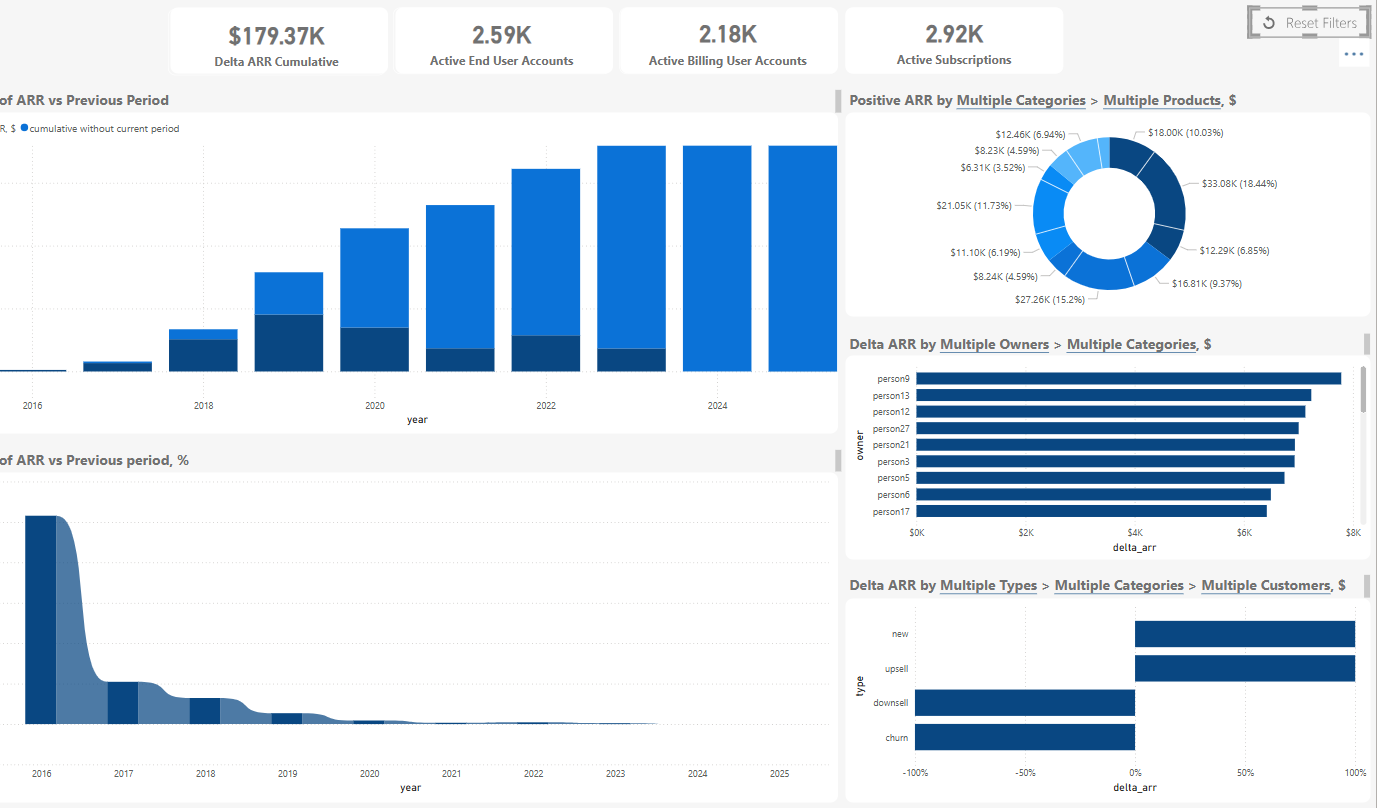 $179.37K
Delta ARR Cumulative
2.59K
Active End User Accounts
2.18K
Active Billing User Accounts
2.92K
Active Subscriptions
Reset Filters
of ARR vs Previous Period
R, $ cumulative without current period
2016 2018 2020 2022 2024
year
of ARR vs Previous period, %
2016 2017 2018 2019 2020 2021 2022 2023 2024 2025
year
Positive ARR by Multiple Categories > Multiple Products, $
$18.00K (10.03%)
$33.08K (18.44%)
$12.29K (6.85%)
$16.81K (9.37%)
$27.26K (15.2%)
$8.24K (4.59%)
$11.10K (6.19%)
$21.05K (11.73%)
$6.31K (3.52%)
$8.23K (4.59%)
$12.46K (6.94%)
Delta ARR by Multiple Owners > Multiple Categories, $
owner
person9
person13
person12
person27
person21
person3
person5
person6
person17
$0K $2K $4K $6K $8K
delta_arr
Delta ARR by Multiple Types > Multiple Categories > Multiple Customers, $
type
new
upsell
downsell
churn
-100% -50% 0% 50% 100%
delta_arr